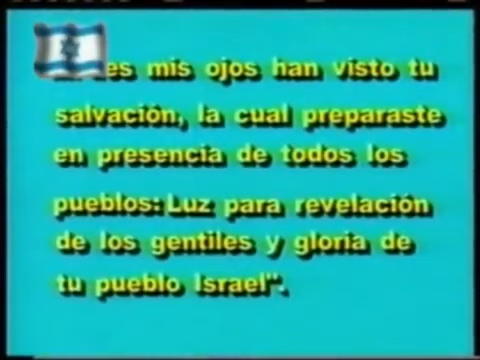 es mis ojos han visto tu
salvación, la cual preparaste
en presencia de todos los
pueblos: Luz para revelación
de los gentiles y gloria de
tu pueblo Israel".